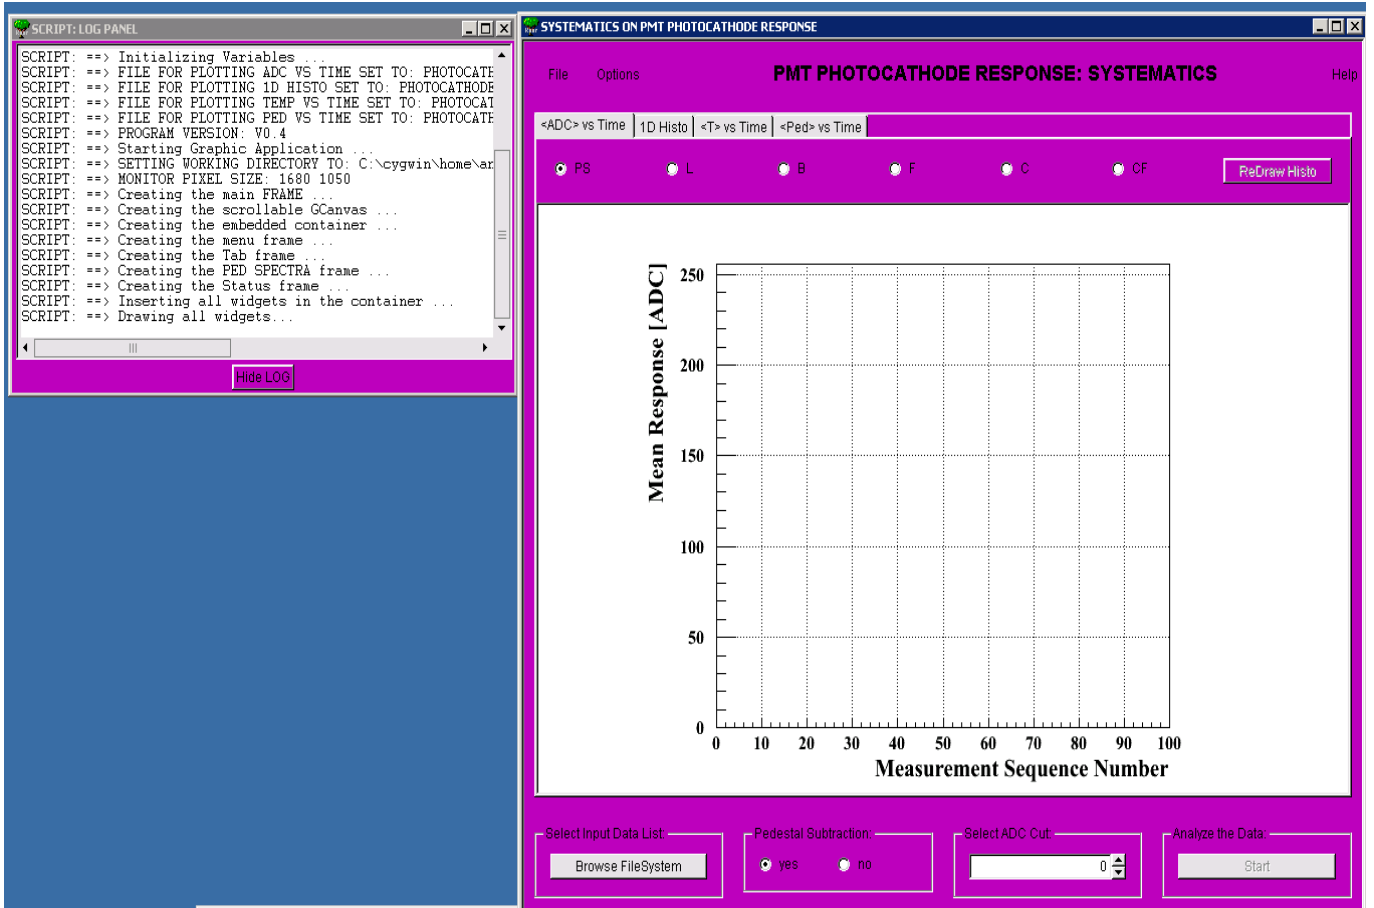 SCRIPT: LOG PANEL
SCRIPT: ==> Initializing Variables ...
SCRIPT: ==> FILE FOR PLOTTING ADC VS TIME SET TO: PHOTOCATH
SCRIPT: ==> FILE FOR PLOTTING 1D HISTO SET TO: PHOTOCATHODE
SCRIPT: ==> FILE FOR PLOTTING TEMP VS TIME SET TO: PHOTOCAT
SCRIPT: ==> FILE FOR PLOTTING PED VS TIME SET TO: PHOTOCATH
SCRIPT: ==> PROGRAM VERSION: V0.4
SCRIPT: ==> Starting Graphic Application ...
SCRIPT: ==> SETTING WORKING DIRECTORY TO: C:\cygwin\home\ar
SCRIPT: ==> MONITOR PIXEL SIZE: 1680 1050
SCRIPT: ==> Creating the main FRAME ...
SCRIPT: ==> Creating the scrollable GCanvas ...
SCRIPT: ==> Creating the embedded container ...
SCRIPT: ==> Creating the menu frame ...
SCRIPT: ==> Creating the Tab frame ...
SCRIPT: ==> Creating the PED SPECTRA frame ...
SCRIPT: ==> Creating the Status frame ...
SCRIPT: ==> Inserting all widgets in the container ...
SCRIPT: ==> Drawing all widgets...
Hide LOG
SYSTEMATICS ON PMT PHOTOCATHODE RESPONSE
File Options PMT PHOTOCATHODE RESPONSE: SYSTEMATICS Help
<ADC> vs Time 1D Histo <T> vs Time <Ped> vs Time
PS L B F C CF ReDraw Histo
Mean Response [ADC]
250
200
150
100
50
0
0 10 20 30 40 50 60 70 80 90 100
Measurement Sequence Number
Select Input Data List: Pedestal Subtraction: Select ADC Cut: Analyze the Data:
Browse FileSystem yes no 0 Start